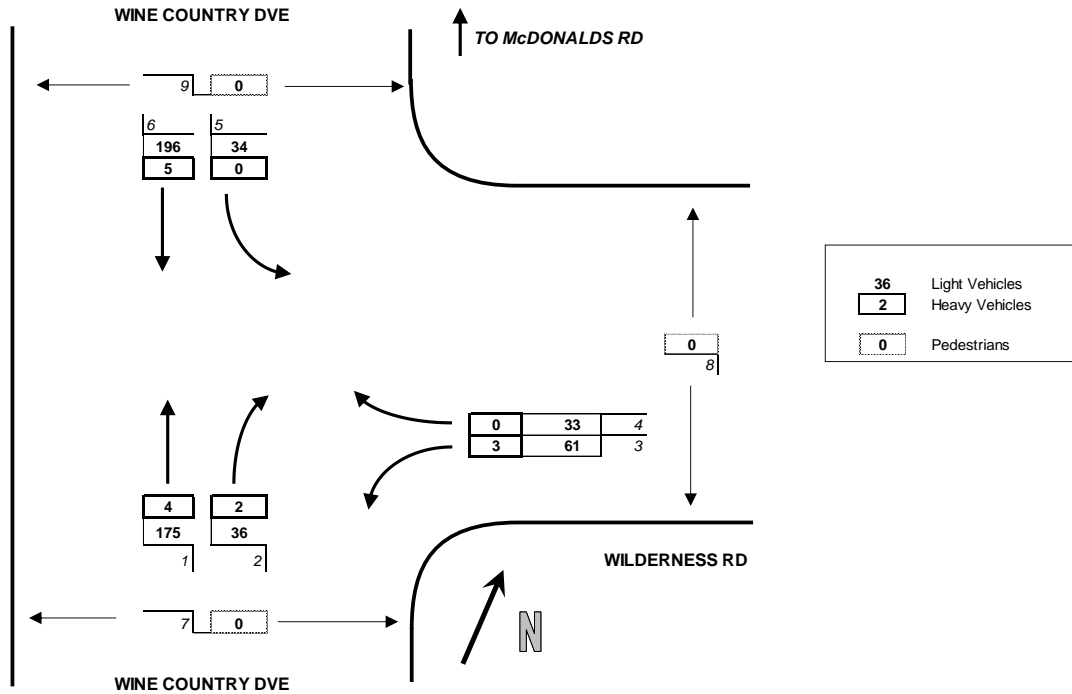 WINE COUNTRY DVE
TO McDONALDS RD
9 0
6 5
196 34
5 0
36 Light Vehicles
2 Heavy Vehicles
0 Pedestrians
0
8
0 33 4
3 61 3
4 2
175 36
1 2
WILDERNESS RD
7 0
N
WINE COUNTRY DVE